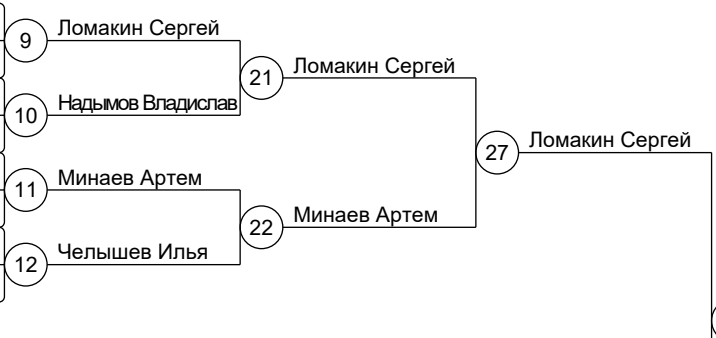 9 Ломакин Сергей
21 Ломакин Сергей
10 Надымов Владислав
27 Ломакин Сергей
11 Минаев Артем
22 Минаев Артем
12 Челышев Илья